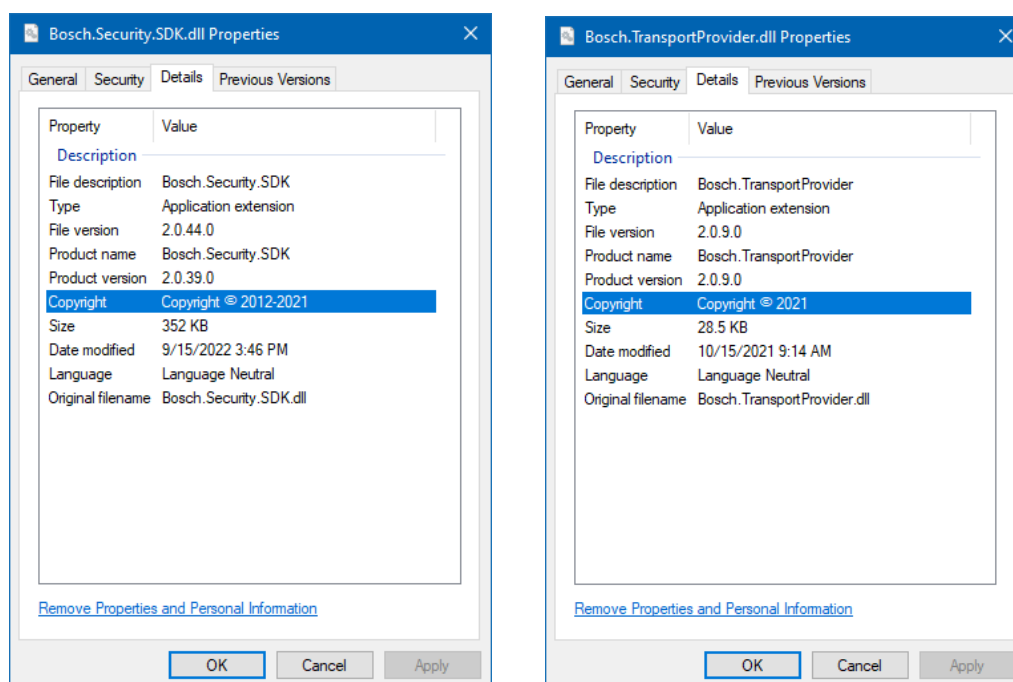 Bosch.Security.SDK.dll Properties
General Security Details Previous Versions
Property Value
Description
File description Bosch.Security.SDK
Type Application extension
File version 2.0.44.0
Product name Bosch.Security.SDK
Product version 2.0.39.0
Copyright Copyright © 2012-2021
Size 352 KB
Date modified 9/15/2022 3:46 PM
Language Language Neutral
Original filename Bosch.Security.SDK.dll
Remove Properties and Personal Information
OK Cancel Apply
Bosch.TransportProvider.dll Properties
General Security Details Previous Versions
Property Value
Description
File description Bosch.TransportProvider
Type Application extension
File version 2.0.9.0
Product name Bosch.TransportProvider
Product version 2.0.9.0
Copyright Copyright © 2021
Size 28.5 KB
Date modified 10/15/2021 9:14 AM
Language Language Neutral
Original filename Bosch.TransportProvider.dll
Remove Properties and Personal Information
OK Cancel Apply